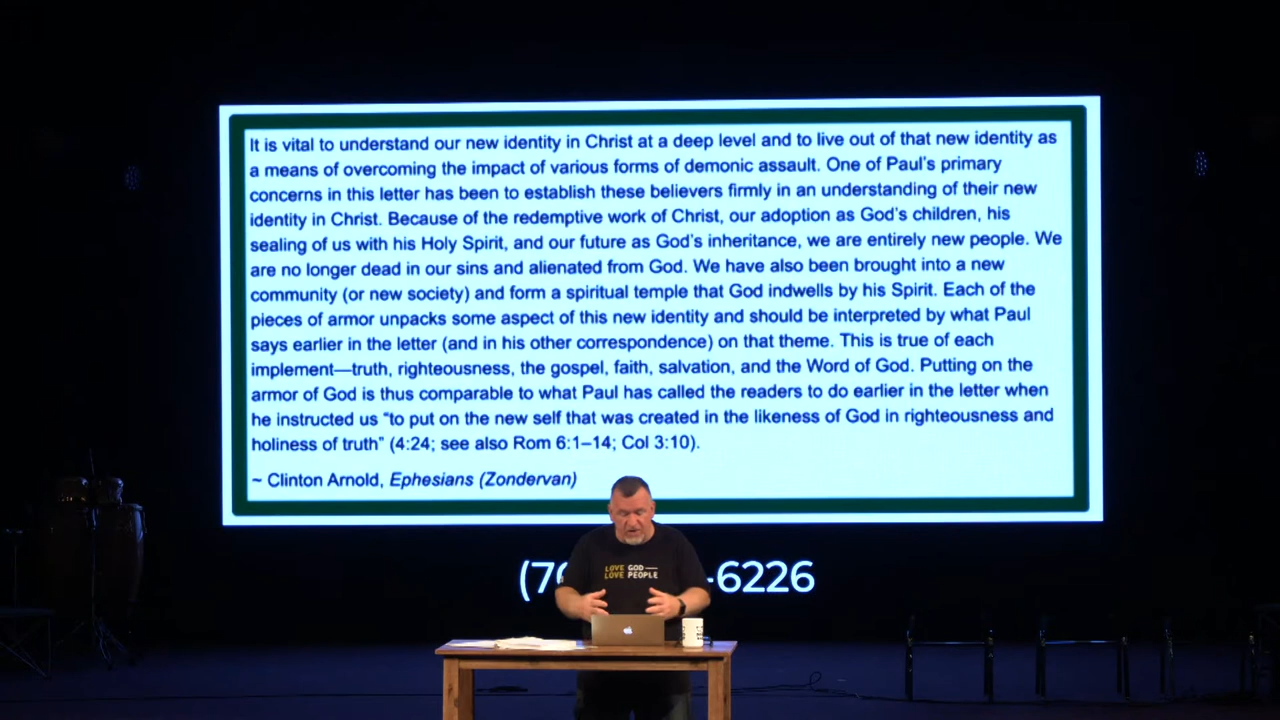 It is vital to understand our new identity in Christ at a deep level and to live out of that new identity as
a means of overcoming the impact of various forms of demonic assault. One of Paul's primary
concerns in this letter has been to establish these believers firmly in an understanding of their new
identity in Christ. Because of the redemptive work of Christ, our adoption as God's children, his
sealing of us with his Holy Spirit, and our future as God's inheritance, we are entirely new people. We
are no longer dead in our sins and alienated from God. We have also been brought into a new
community (or new society) and form a spiritual temple that God indwells by his Spirit. Each of the
pieces of armor unpacks some aspect of this new identity and should be interpreted by what Paul
says earlier in the letter (and in his other correspondence) on that theme. This is true of each
implement—truth, righteousness, the gospel, faith, salvation, and the Word of God. Putting on the
armor of God is thus comparable to what Paul has called the readers to do earlier in the letter when
he instructed us “to put on the new self that was created in the likeness of God in righteousness and
holiness of truth” (4:24; see also Rom 6:1–14; Col 3:10).
~ Clinton Arnold, Ephesians (Zondervan)
-6226
LOVE GOD—
LOVE PEOPLE